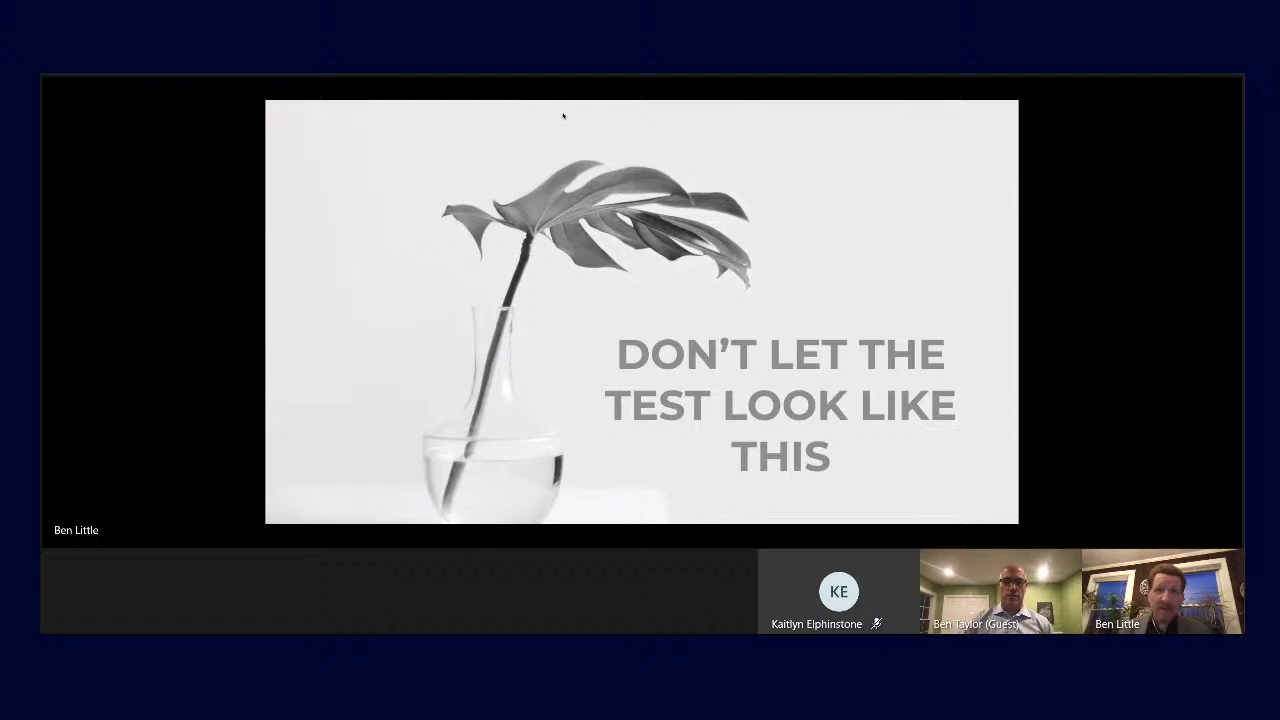 DON'T LET THE
TEST LOOK LIKE
THIS
Ben Little
KE
Kaitlyn Elphinstone
Ben Taylor (Guest)
Ben Little